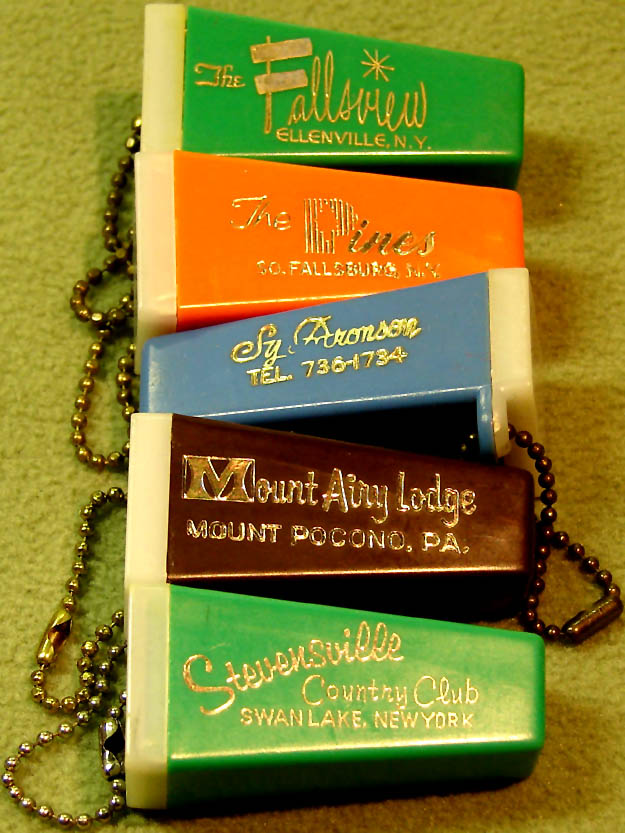 The Fallsview
ELLENVILLE, N.Y.
The Pines
SO. FALLSBURG, N.Y.
Sy Aronson
TEL. 736-1734
Mount Airy Lodge
MOUNT POCONO, PA.
Stevensville
Country Club
SWAN LAKE, NEW YORK